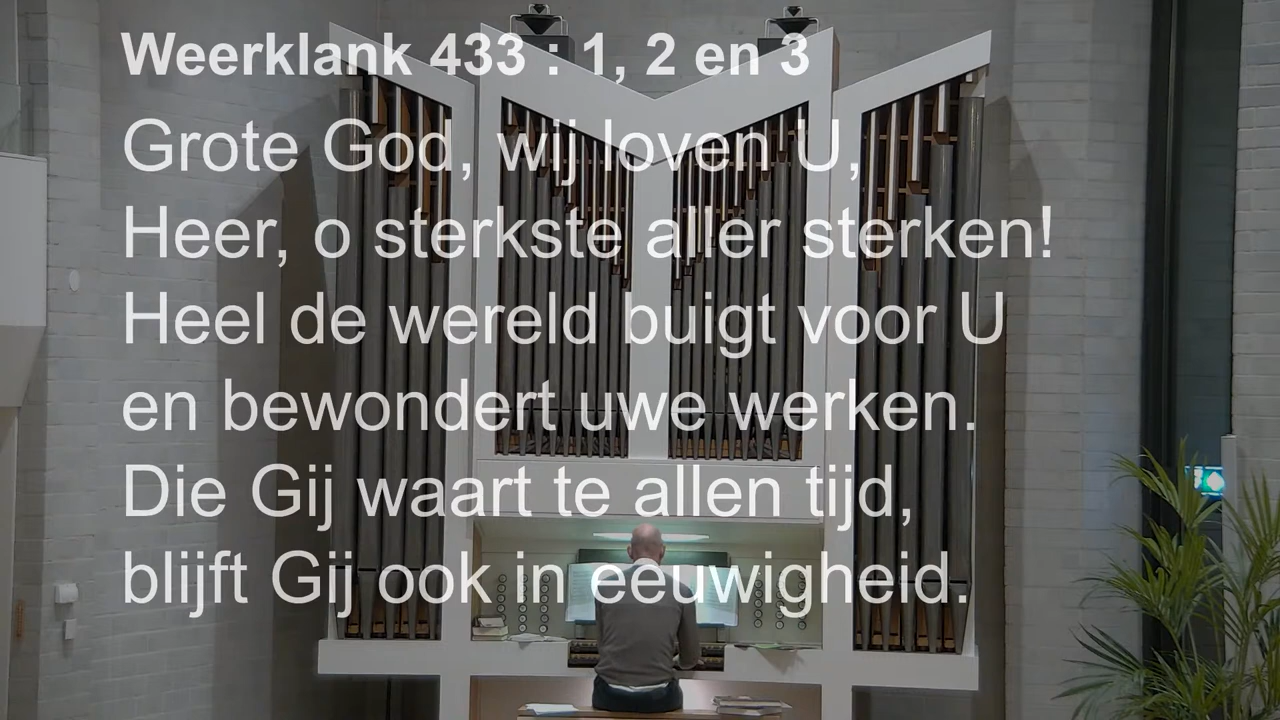 Weerklank 433 : 1, 2 en 3
Grote God, wij loven U,
Heer, o sterkste aller sterken!
Heel de wereld buigt voor U
en bewondert uwe werken.
Die Gij waart te allen tijd,
blijft Gij ook in eeuwigheid.